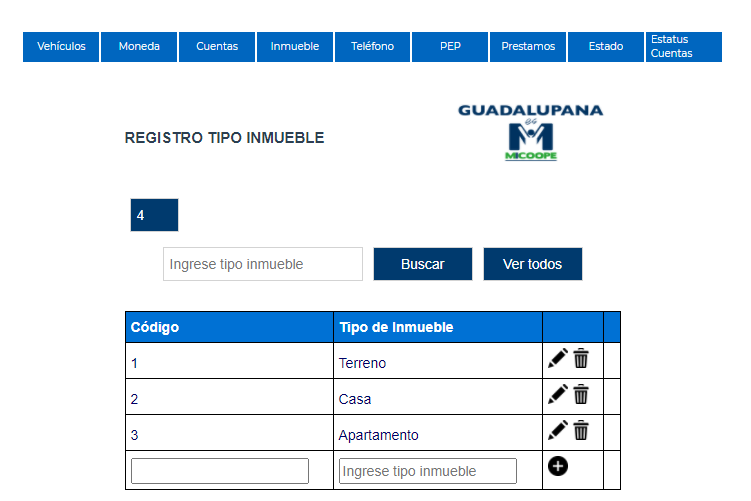 Vehículos Moneda Cuentas Inmueble Teléfono PEP Prestamos Estado Estatus Cuentas
GUADALUPANA
MICOOPE
REGISTRO TIPO INMUEBLE
4
Ingrese tipo inmueble Buscar Ver todos
Código Tipo de Inmueble
1 Terreno
2 Casa
3 Apartamento
Ingrese tipo inmueble